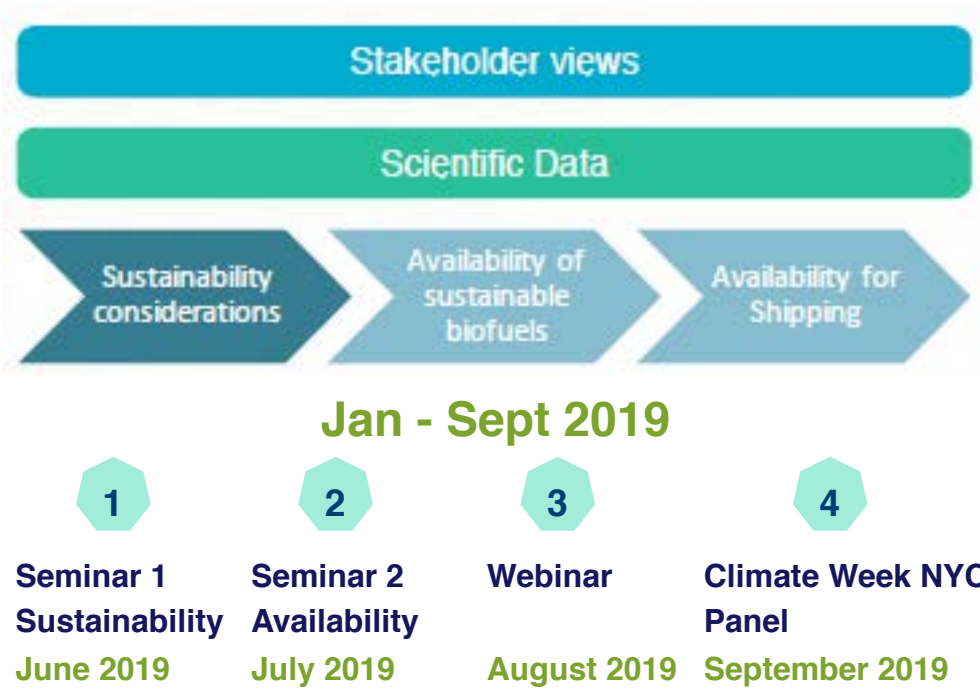 Stakeholder views
Scientific Data
Sustainability
considerations
Availability of
sustainable
biofuels
Availability for
Shipping
Jan - Sept 2019
1
2
3
4
Seminar 1
Sustainability
June 2019
Seminar 2
Availability
July 2019
Webinar
August 2019
Climate Week NYC
Panel
September 2019